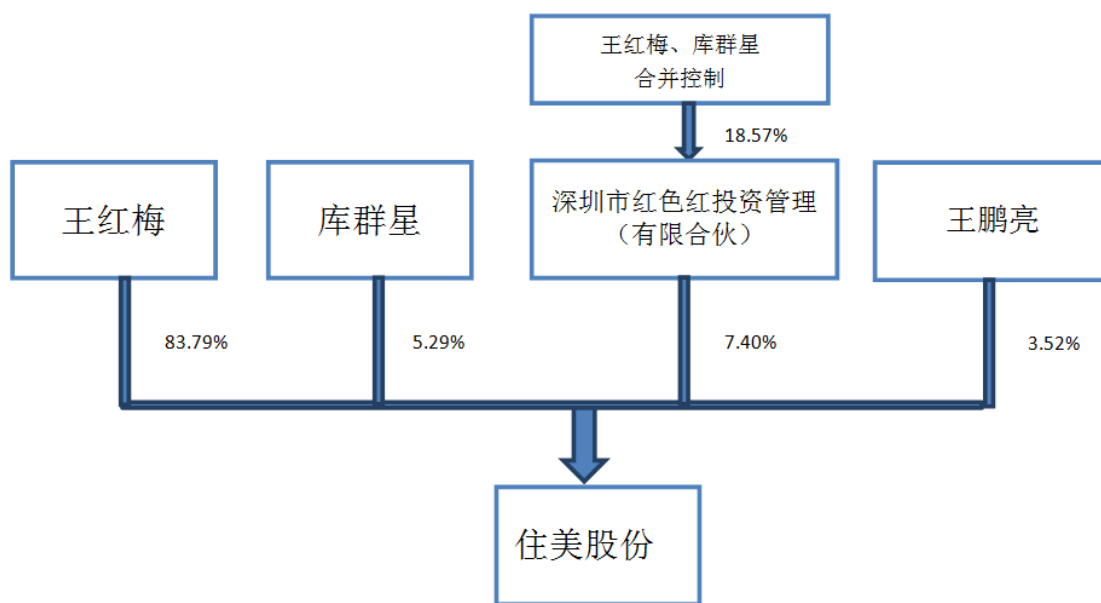 王红梅、库群星
合并控制
18.57%
王红梅
库群星
深圳市红色红投资管理
（有限合伙）
王鹏亮
83.79%
5.29%
7.40%
3.52%
住美股份